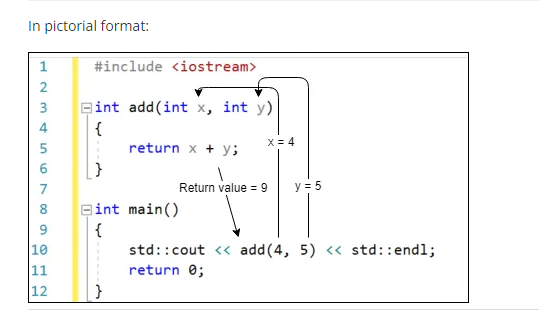 In pictorial format:
1 #include <iostream>
2
3 int add(int x, int y)
4 {
5 return x + y; x = 4
6 }
7 Return value = 9 y = 5
8 int main()
9 {
10 std::cout << add(4, 5) << std::endl;
11 return 0;
12 }